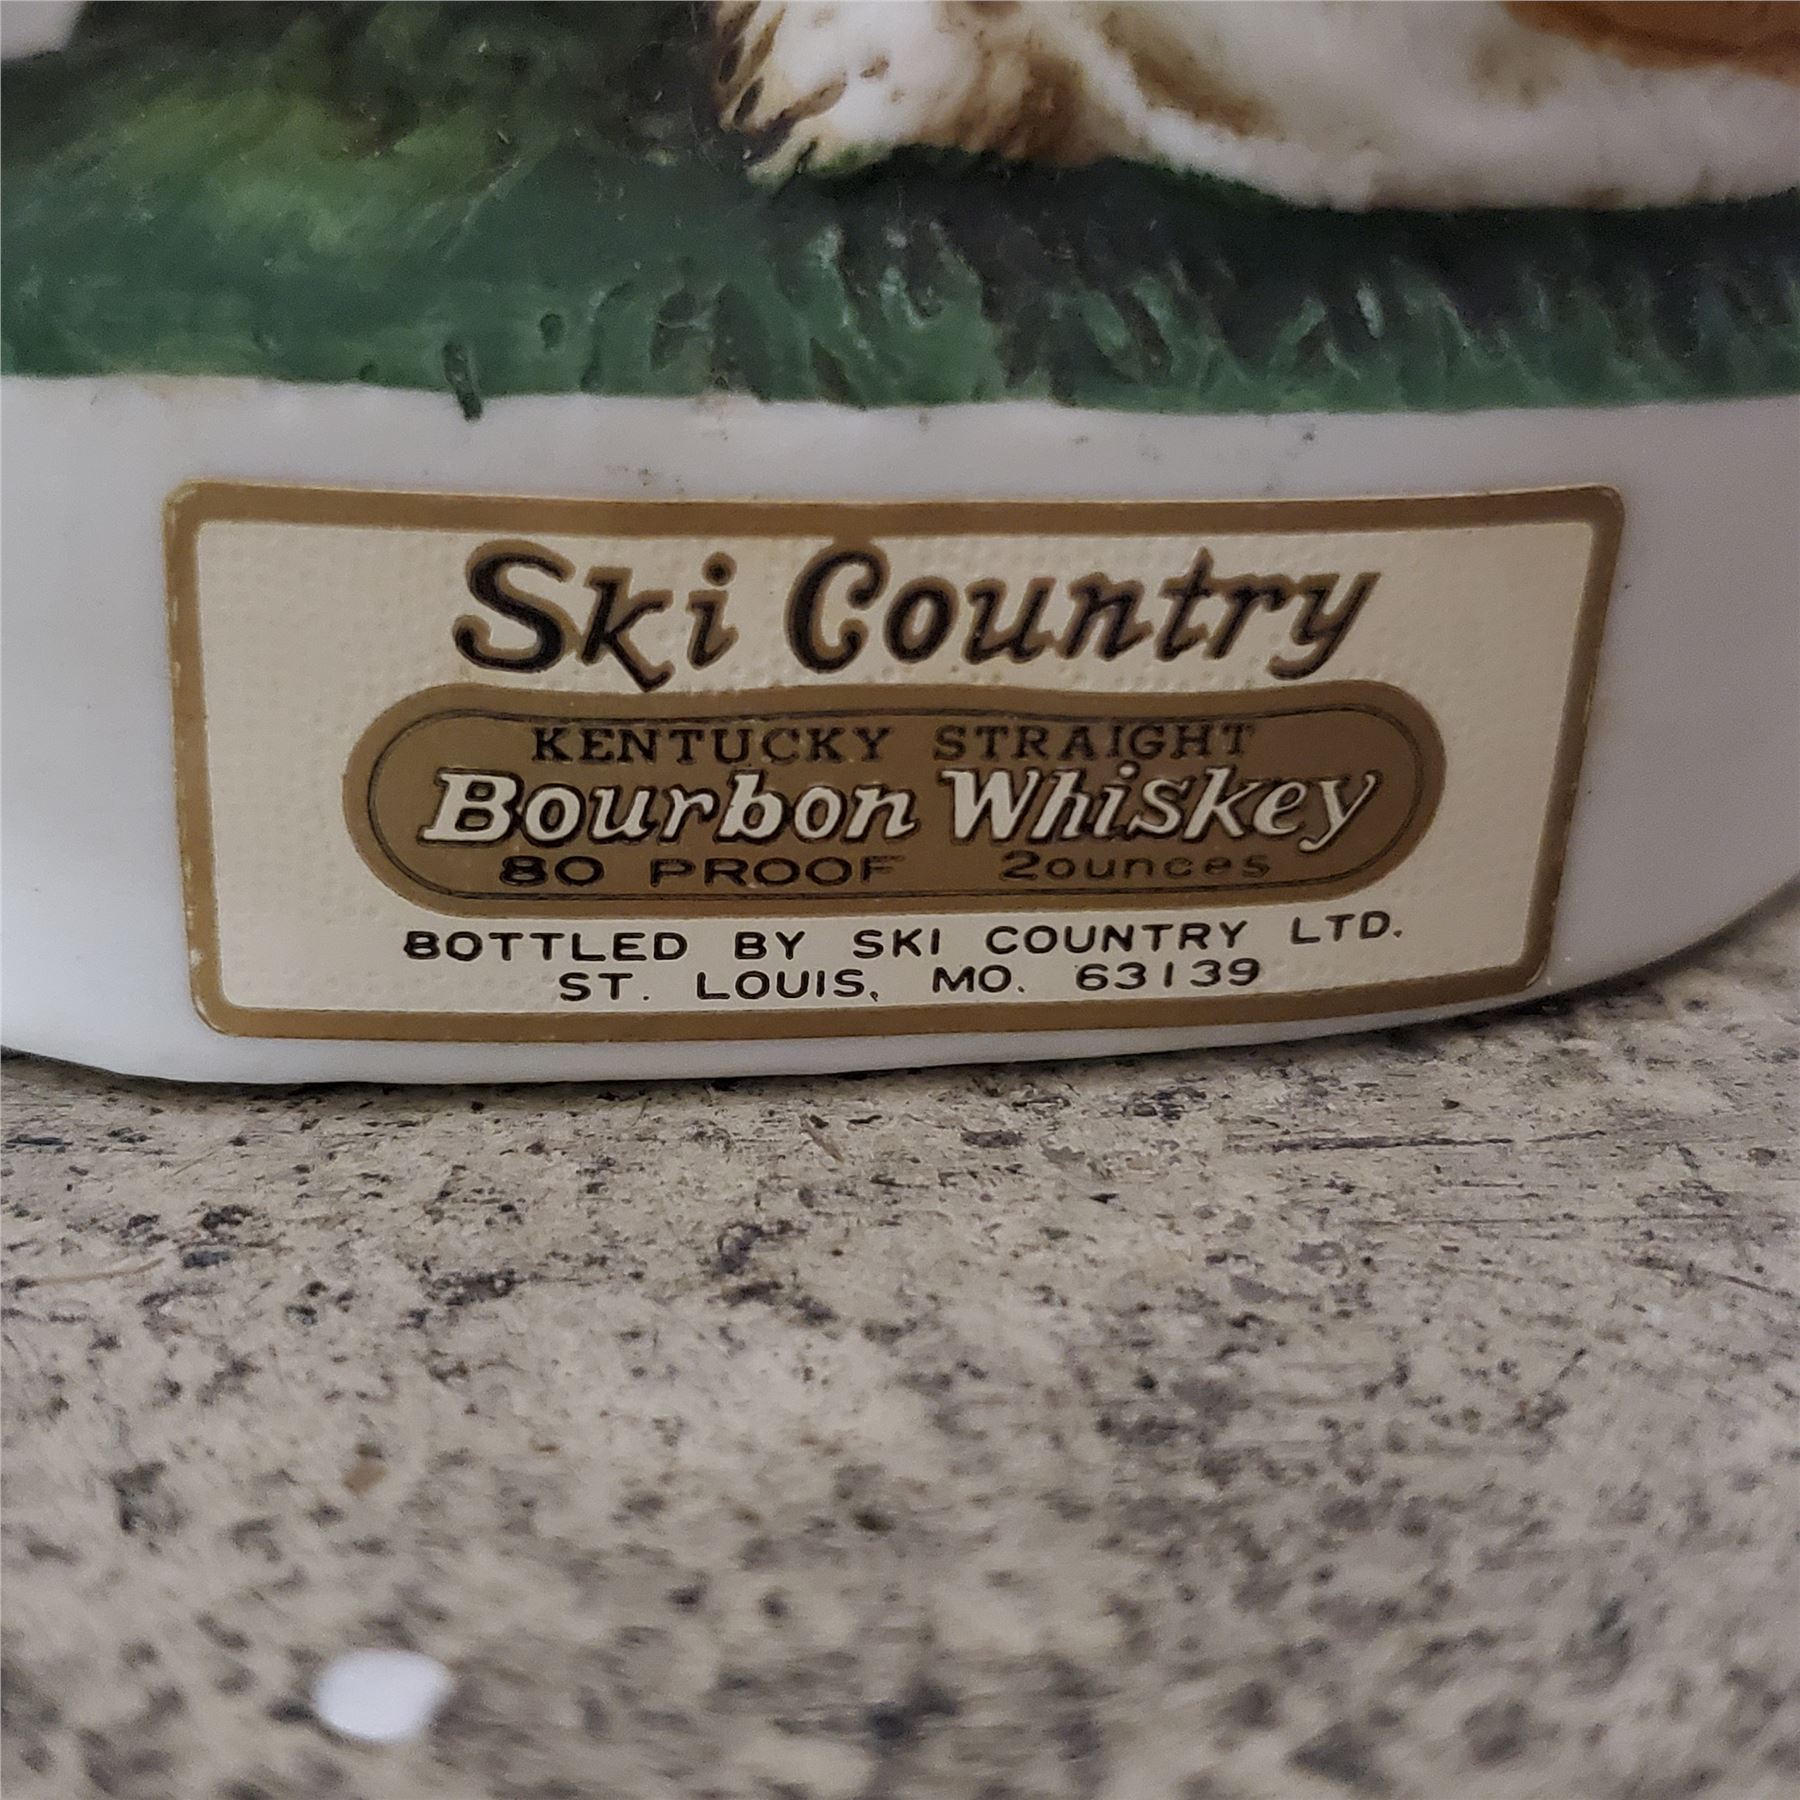 Ski Country
KENTUCKY STRAIGHT
Bourbon Whiskey
80 PROOF 2ounces
BOTTLED BY SKI COUNTRY LTD.
ST. LOUIS, MO. 63139